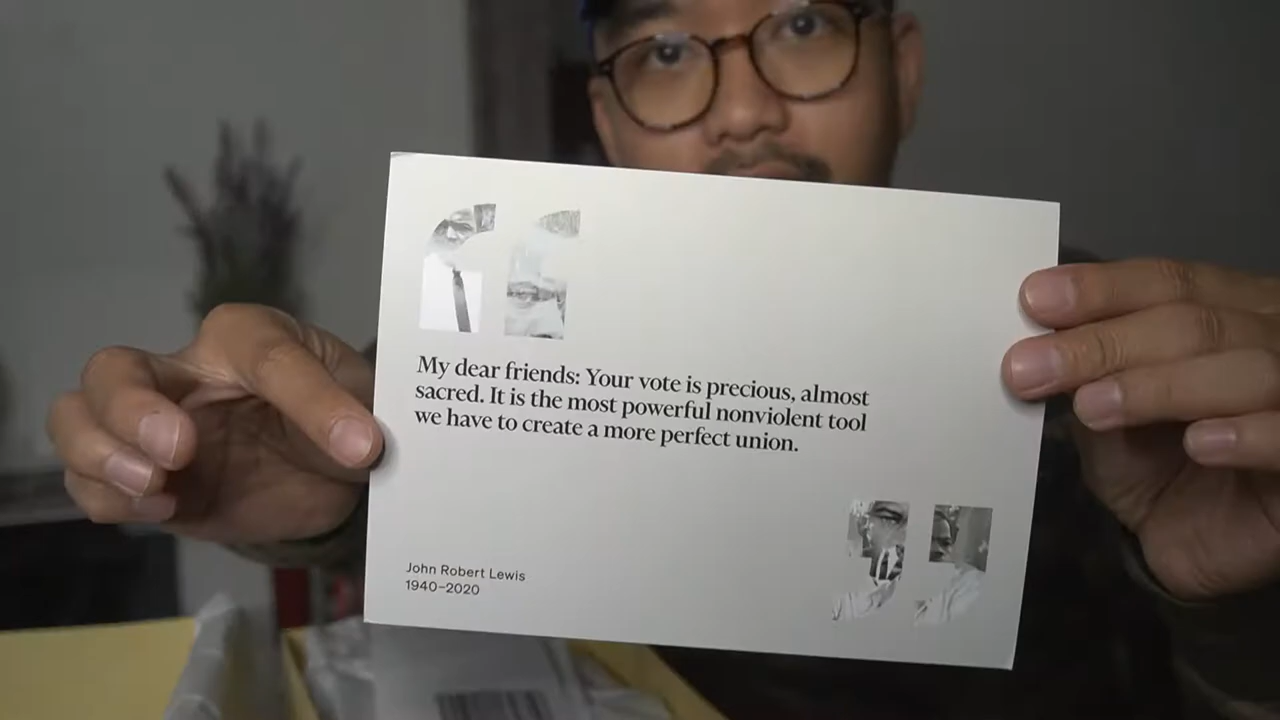 My dear friends: Your vote is precious, almost
sacred. It is the most powerful nonviolent tool
we have to create a more perfect union.
John Robert Lewis
1940–2020